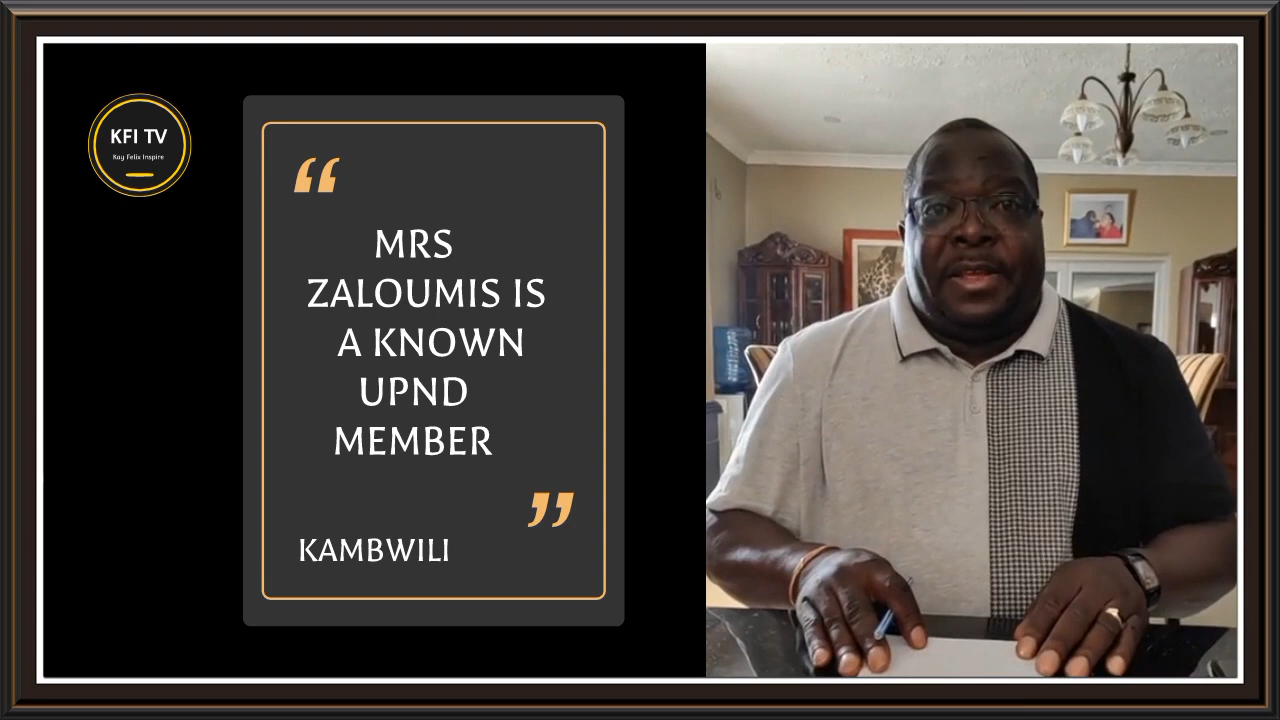 KFI TV
Kay Felix Inspire
“
MRS
ZALOUMIS IS
A KNOWN
UPND
MEMBER
”
KAMBWILI